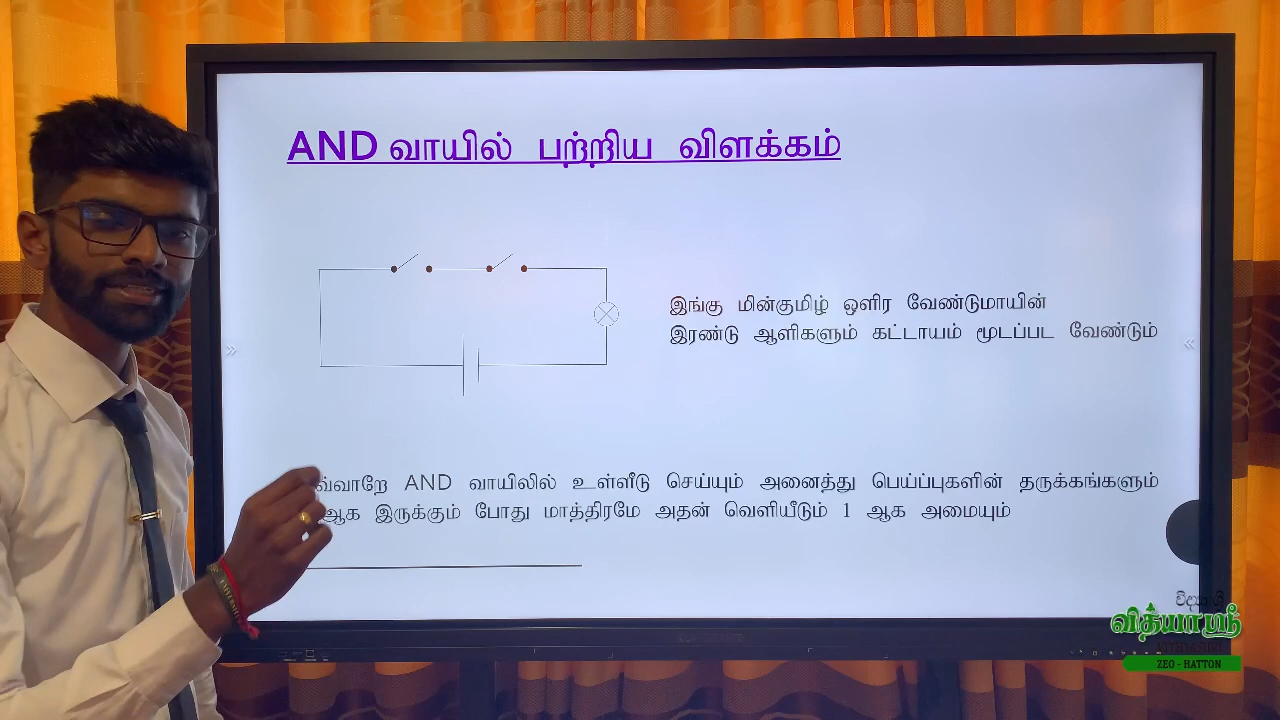 AND வாயில் பற்றிய விளக்கம்
இங்கு மின்குமிழ் ஒளிர வேண்டுமாயின்
இரண்டு ஆளிகளும் கட்டாயம் மூடப்பட வேண்டும்
AND வாயிலில் உள்ளீடு செய்யும் அனைத்து பெய்ப்புகளின் தருக்கங்களும்
ஆக இருக்கும் போது மாத்திரமே அதன் வெளியீடும் 1 ஆக அமையும்
வித்யாஸ்ரீ
ZEO - HATTON